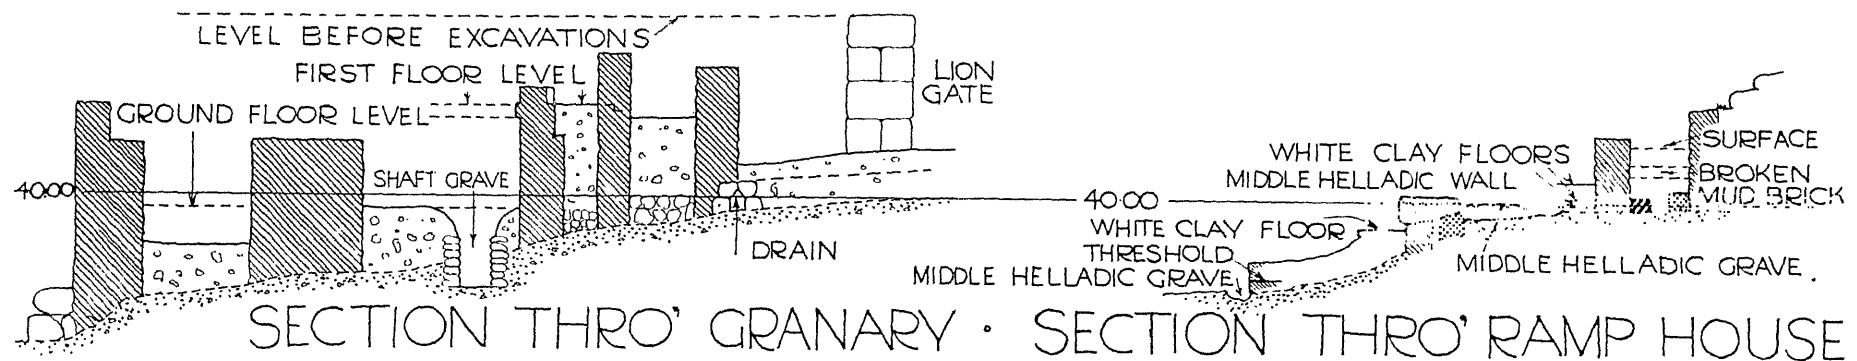 LEVEL BEFORE EXCAVATIONS
FIRST FLOOR LEVEL
GROUND FLOOR LEVEL
LION
GATE
SHAFT GRAVE
40.00
DRAIN
SECTION THRO' GRANARY ·
WHITE CLAY FLOORS
MIDDLE HELLADIC WALL
SURFACE
BROKEN
MUD BRICK
40.00
WHITE CLAY FLOOR
THRESHOLD
MIDDLE HELLADIC GRAVE
MIDDLE HELLADIC GRAVE.
SECTION THRO' RAMP HOUSE